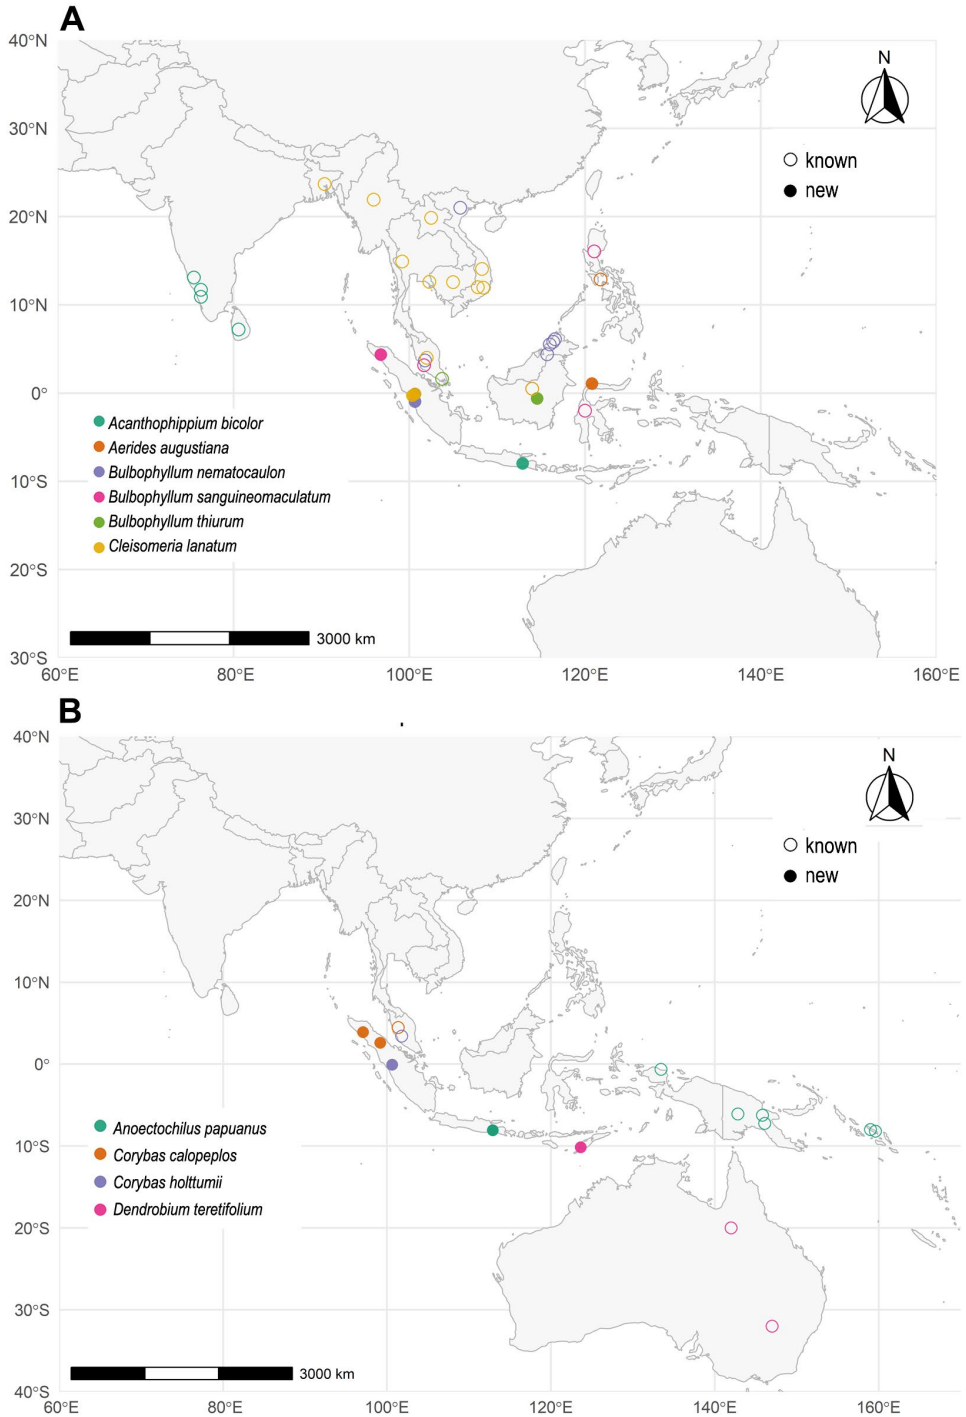 A
40°N
30°N
20°N
10°N
0°
10°S
20°S
30°S
N
known
new
Acanthophippium bicolor
Aerides augustiana
Bulbophyllum nematocaulon
Bulbophyllum sanguineomaculatum
Bulbophyllum thiurum
Cleisomeria lanatum
3000 km
60°E 80°E 100°E 120°E 140°E 160°E
B
40°N
30°N
20°N
10°N
0°
10°S
20°S
30°S
40°S
N
known
new
Anoectochilus papuanus
Corybas calopeplos
Corybas holttumii
Dendrobium teretifolium
3000 km
60°E 80°E 100°E 120°E 140°E 160°E